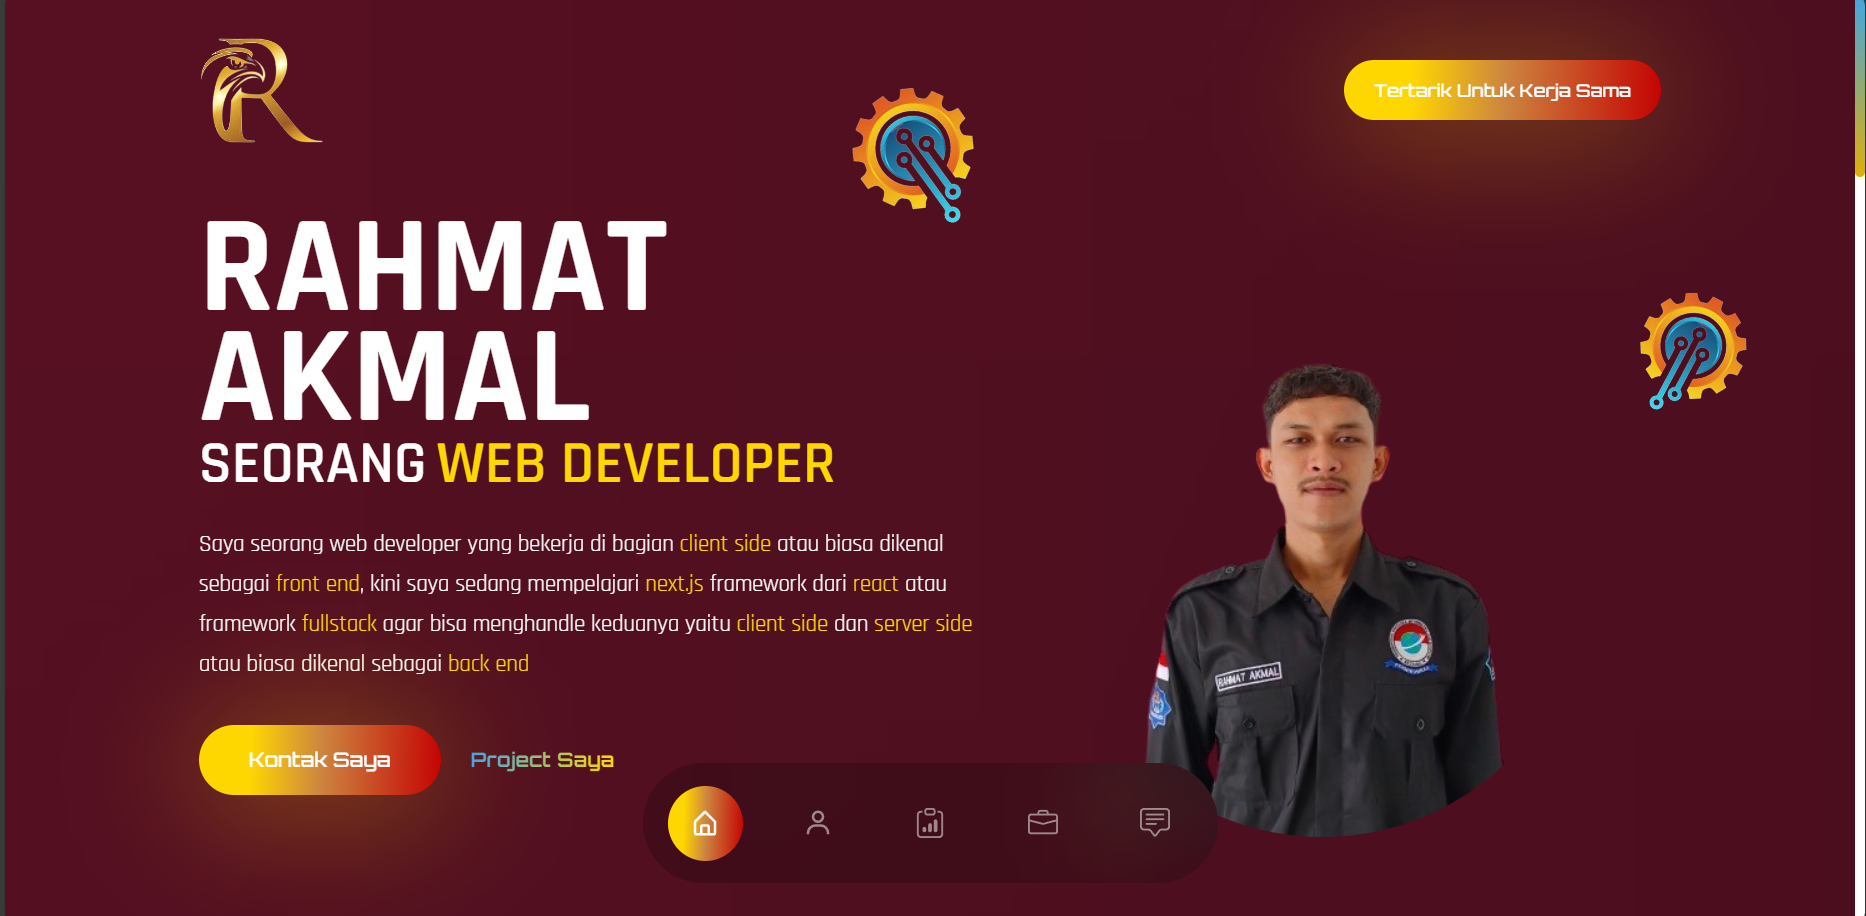 R
Tertarik Untuk Kerja Sama
RAHMAT
AKMAL
SEORANG WEB DEVELOPER
Saya seorang web developer yang bekerja di bagian client side atau biasa dikenal
sebagai front end, kini saya sedang mempelajari next.js framework dari react atau
framework fullstack agar bisa menghandle keduanya yaitu client side dan server side
atau biasa dikenal sebagai back end
RAHMAT AKMAL
Kontak Saya
Project Saya